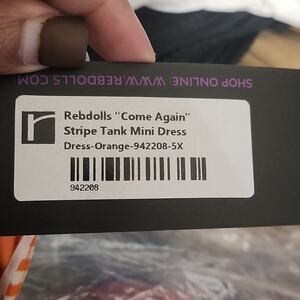 SHOP ONLINE: WWW.REBDOLLS.COM
r
Rebdolls "Come Again"
Stripe Tank Mini Dress
Dress-Orange-942208-5X
942208